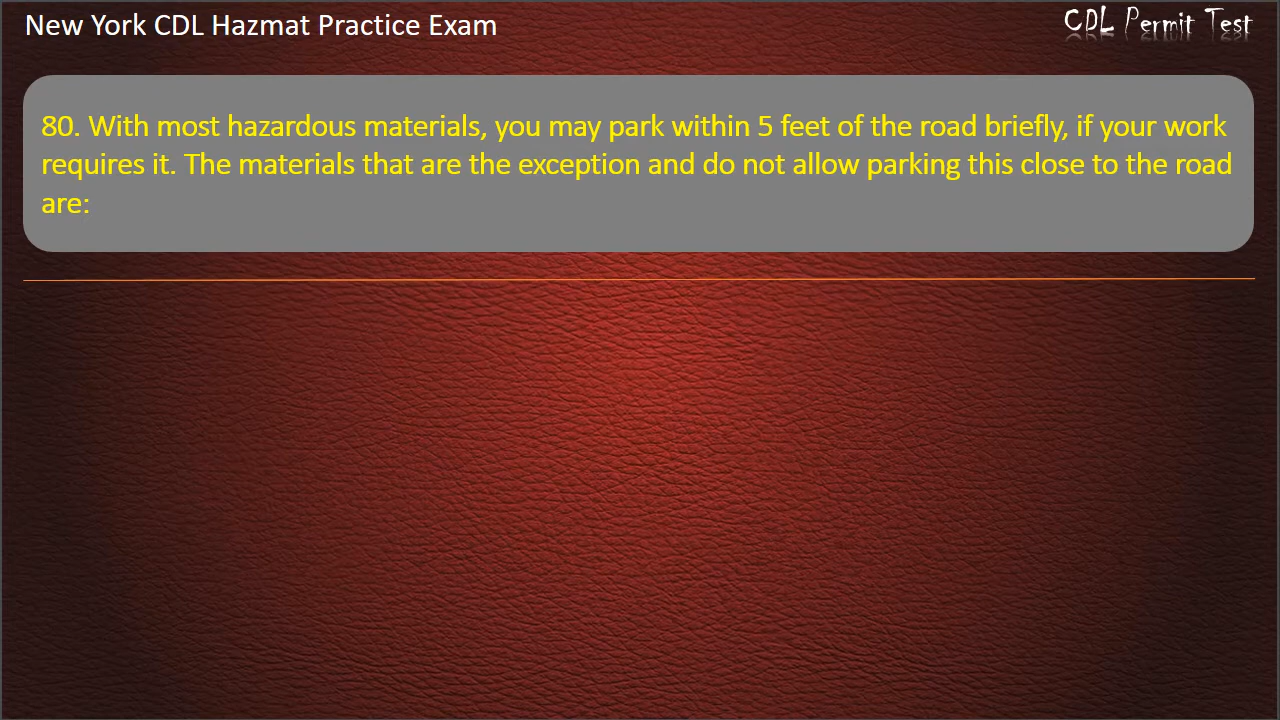 New York CDL Hazmat Practice Exam
CDL Permit Test
80. With most hazardous materials, you may park within 5 feet of the road briefly, if your work
requires it. The materials that are the exception and do not allow parking this close to the road
are: